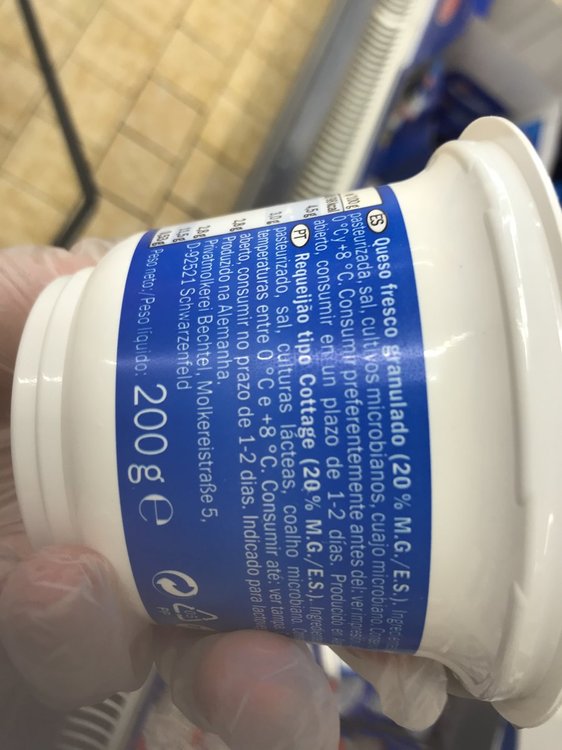 x 100 g
ES Queso fresco granulado (20 % M.G./E.S.).
pasteurizada, sal, cultivos microbianos, cuajo microbiano.
0 °C y +8 °C. Consumir preferentemente antes del: ver
abierto, consumir en un plazo de 1-2 días. Producido en
PT Requeijão tipo Cottage (20 % M.G./E.S.).
pasteurizado, sal, culturas lácteas, coalho microbiano.
temperaturas entre 0 °C e +8 °C. Consumir até: ver tampa
aberto, consumir no prazo de 1-2 dias. Indicado para
Produzido na Alemanha.
Privatmolkerei Bechtel, Molkereistraße 5,
D-92521 Schwarzenfeld
Peso neto / Peso líquido: 200 g e